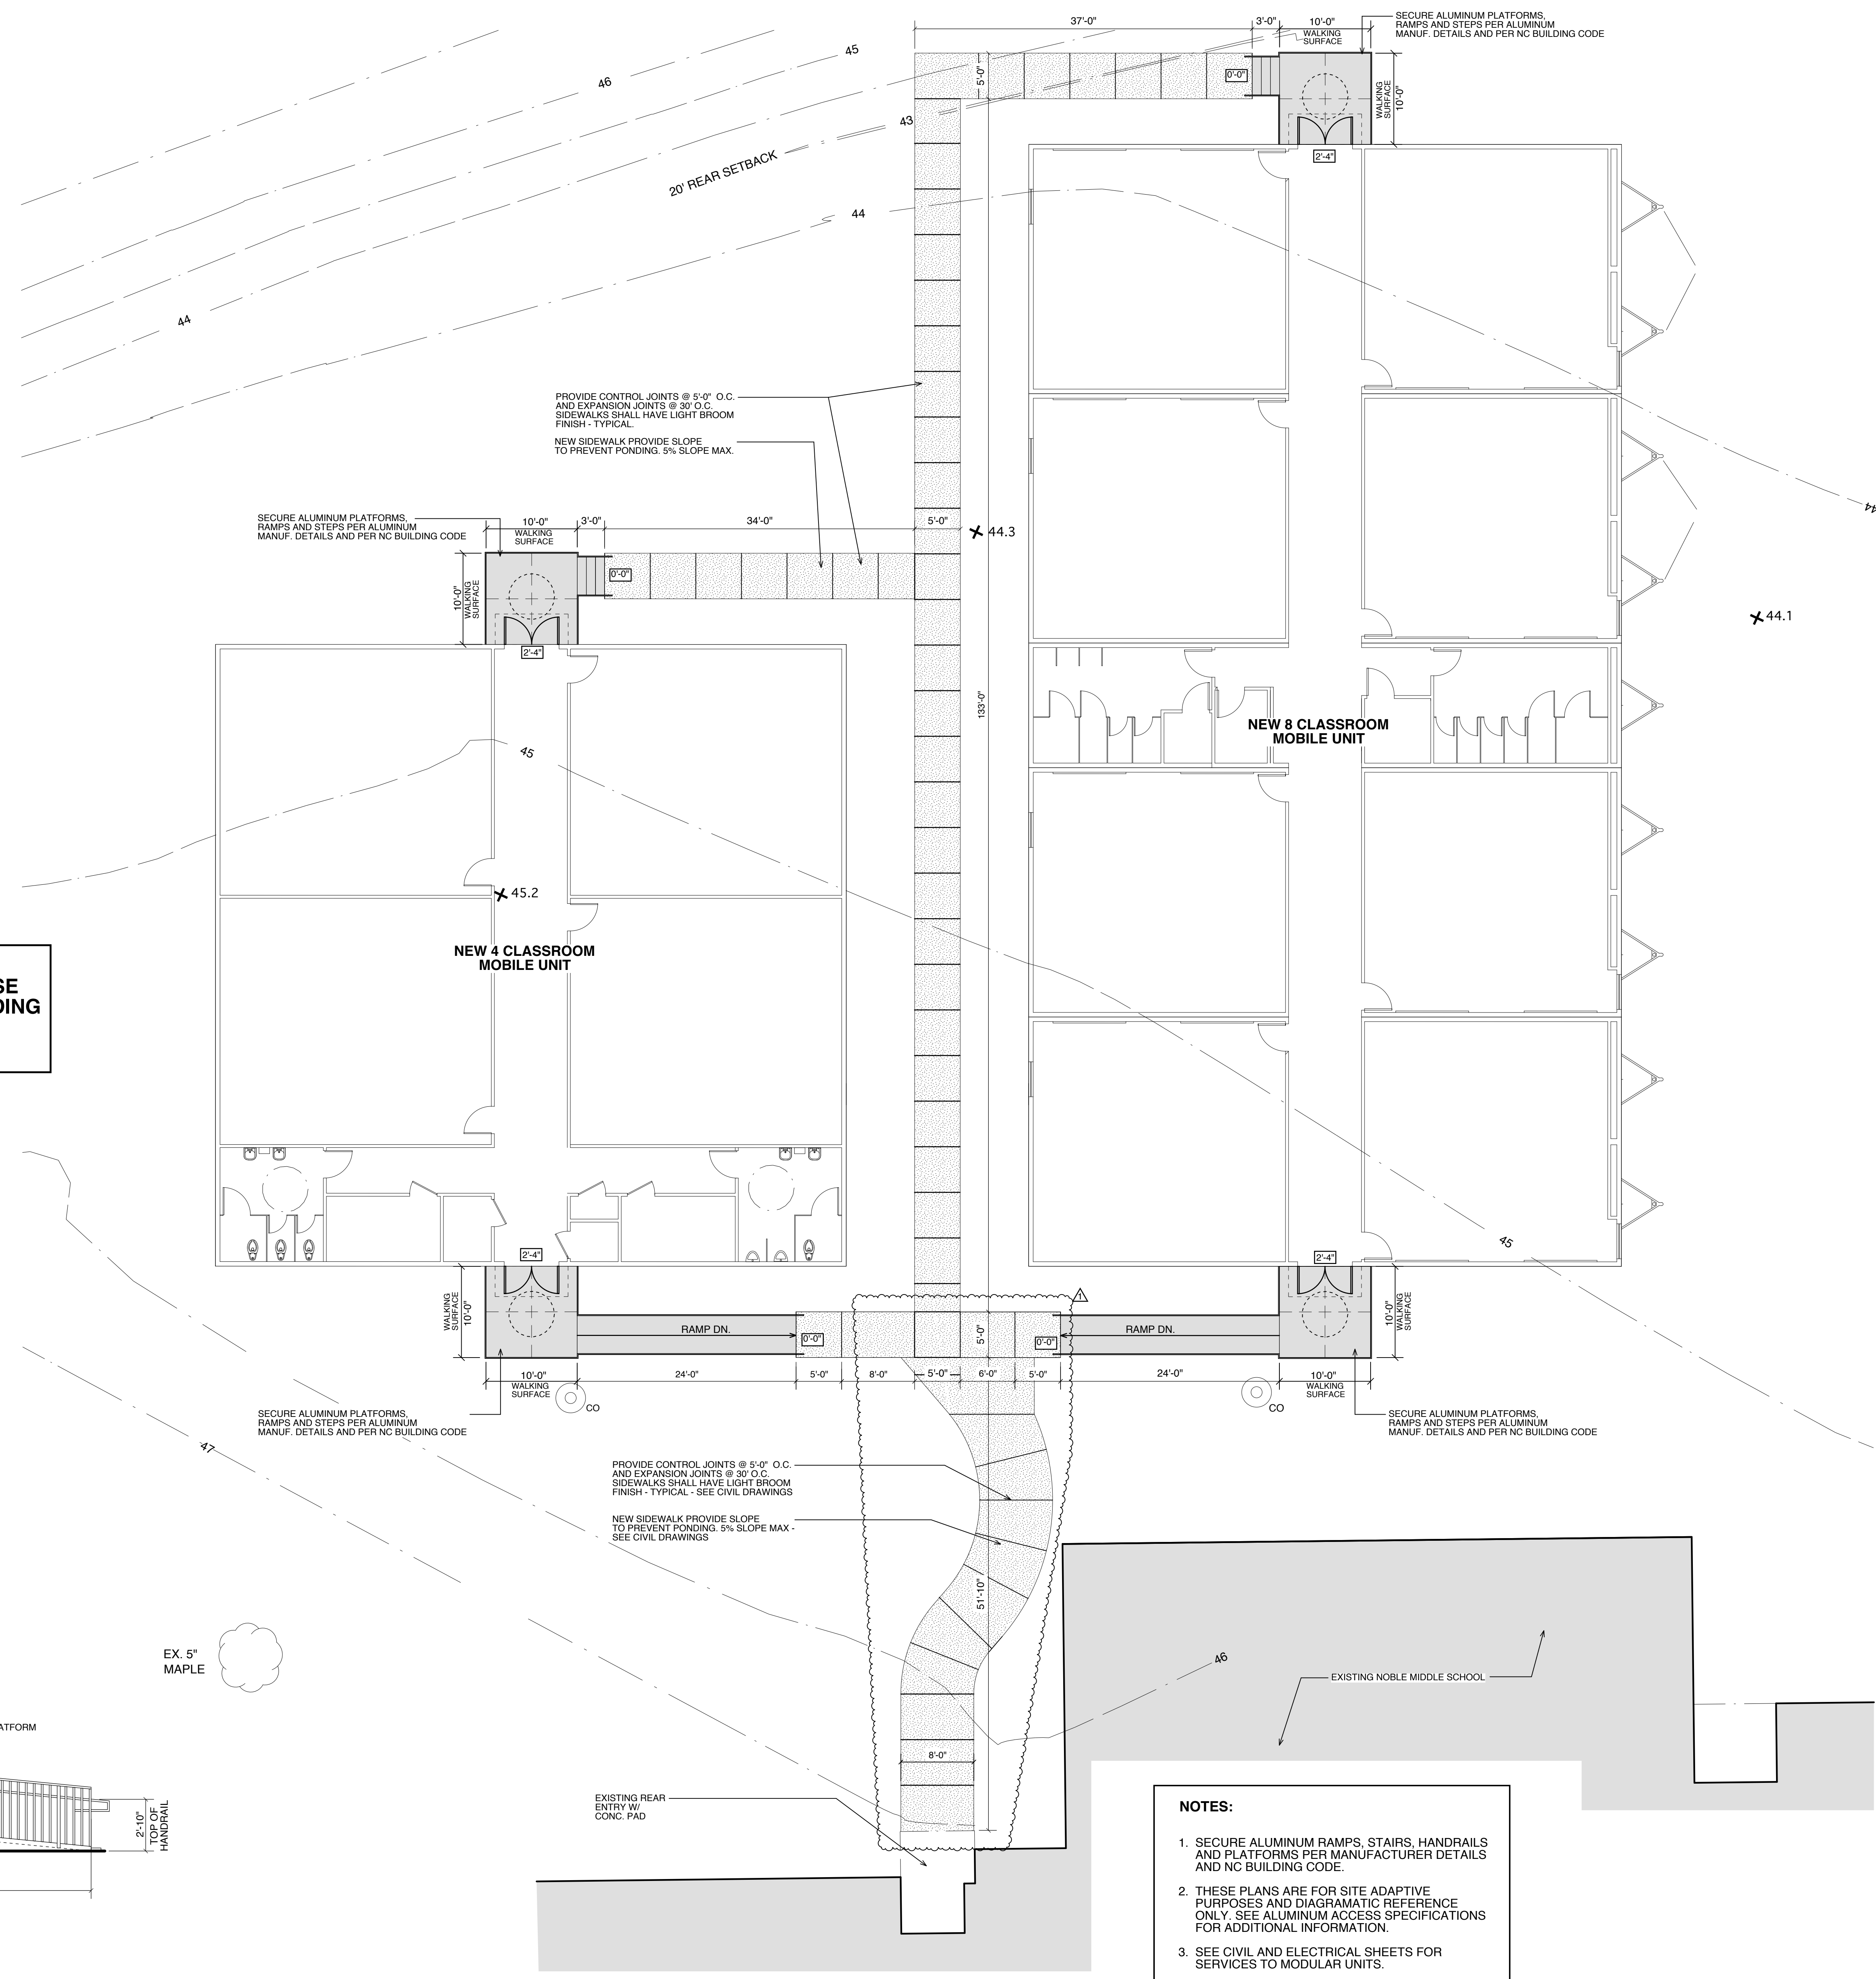 37'-0"
3'-0"
10'-0"
WALKING
SURFACE
SECURE ALUMINUM PLATFORMS,
RAMPS AND STEPS PER ALUMINUM
MANUF. DETAILS AND PER NC BUILDING CODE
46
45
5'-0"
0'-0"
WALKING
SURFACE
10'-0"
43
20' REAR SETBACK
2'-4"
44
44
PROVIDE CONTROL JOINTS @ 5'-0" O.C.
AND EXPANSION JOINTS @ 30' O.C.
SIDEWALKS SHALL HAVE LIGHT BROOM
FINISH - TYPICAL.
NEW SIDEWALK PROVIDE SLOPE
TO PREVENT PONDING. 5% SLOPE MAX.
44
SECURE ALUMINUM PLATFORMS,
RAMPS AND STEPS PER ALUMINUM
MANUF. DETAILS AND PER NC BUILDING CODE
10'-0"
WALKING
SURFACE
3'-0"
34'-0"
5'-0"
44.3
0'-0"
10'-0"
WALKING
SURFACE
2'-4"
44.1
133'-0"
NEW 8 CLASSROOM
MOBILE UNIT
45
45.2
NEW 4 CLASSROOM
MOBILE UNIT
SE
DING
45
2'-4"
2'-4"
WALKING
SURFACE
10'-0"
1
RAMP DN.
0'-0"
5'-0"
0'-0"
RAMP DN.
10'-0"
WALKING
SURFACE
10'-0"
WALKING
SURFACE
24'-0"
5'-0"
8'-0"
5'-0"
6'-0"
5'-0"
24'-0"
10'-0"
WALKING
SURFACE
CO
CO
SECURE ALUMINUM PLATFORMS,
RAMPS AND STEPS PER ALUMINUM
MANUF. DETAILS AND PER NC BUILDING CODE
SECURE ALUMINUM PLATFORMS,
RAMPS AND STEPS PER ALUMINUM
MANUF. DETAILS AND PER NC BUILDING CODE
47
PROVIDE CONTROL JOINTS @ 5'-0" O.C.
AND EXPANSION JOINTS @ 30' O.C.
SIDEWALKS SHALL HAVE LIGHT BROOM
FINISH - TYPICAL - SEE CIVIL DRAWINGS
NEW SIDEWALK PROVIDE SLOPE
TO PREVENT PONDING. 5% SLOPE MAX -
SEE CIVIL DRAWINGS
51'-10"
EX. 5"
MAPLE
46
EXISTING NOBLE MIDDLE SCHOOL
ATFORM
8'-0"
2'-10"
TOP OF
HANDRAIL
EXISTING REAR
ENTRY W/
CONC. PAD
NOTES:
1. SECURE ALUMINUM RAMPS, STAIRS, HANDRAILS
AND PLATFORMS PER MANUFACTURER DETAILS
AND NC BUILDING CODE.
2. THESE PLANS ARE FOR SITE ADAPTIVE
PURPOSES AND DIAGRAMATIC REFERENCE
ONLY. SEE ALUMINUM ACCESS SPECIFICATIONS
FOR ADDITIONAL INFORMATION.
3. SEE CIVIL AND ELECTRICAL SHEETS FOR
SERVICES TO MODULAR UNITS.